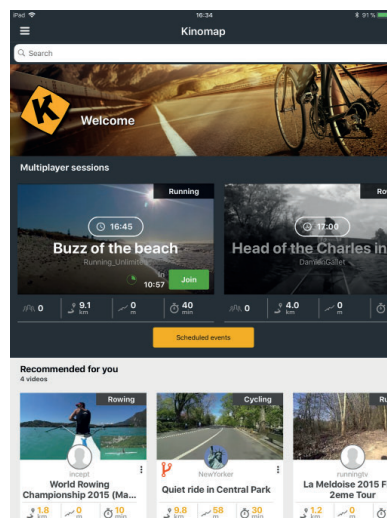 iPad 16:34 91%
Kinomap
Search
K
Welcome
Multiplayer sessions
Running
16:45
Buzz of the beach
Running_Unlimited
in
10:57
Join
0
9.1
km
0
m
40
min
Ro
17:00
Head of the Charles in
DamienGallet
0
4.0
km
0
m
Scheduled events
Recommended for you
4 videos
Rowing
incept
World Rowing
Championship 2015 (Ma...
1.8
km
0
m
10
min
Cycling
NewYorker
Quiet ride in Central Park
9.8
km
58
m
30
min
Ru
runningtv
La Meldoise 2015 F
2eme Tour
1.2
km
0
m